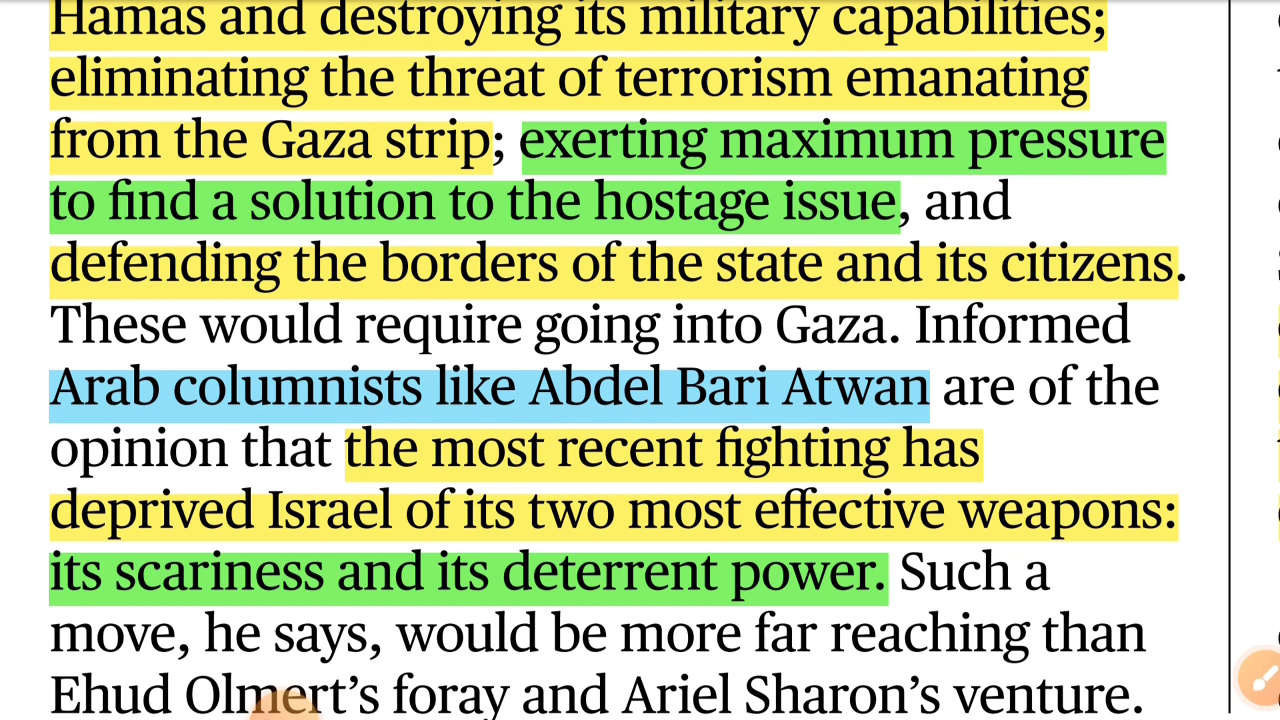 Hamas and destroying its military capabilities;
eliminating the threat of terrorism emanating
from the Gaza strip; exerting maximum pressure
to find a solution to the hostage issue, and
defending the borders of the state and its citizens.
These would require going into Gaza. Informed
Arab columnists like Abdel Bari Atwan are of the
opinion that the most recent fighting has
deprived Israel of its two most effective weapons:
its scariness and its deterrent power. Such a
move, he says, would be more far reaching than
Ehud Olmert’s foray and Ariel Sharon’s venture.